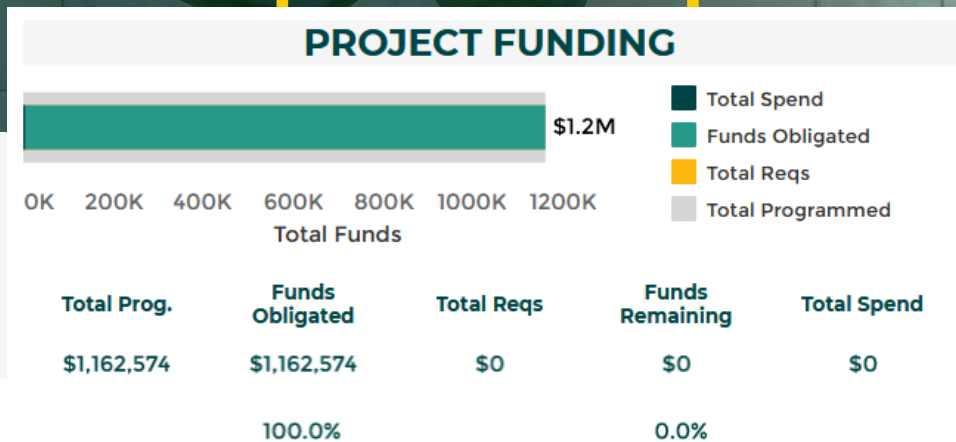 PROJECT FUNDING
$1.2M
Total Spend
Funds Obligated
Total Reqs
Total Programmed
0K 200K 400K 600K 800K 1000K 1200K
Total Funds
Total Prog. Funds Obligated Total Reqs Funds Remaining Total Spend
$1,162,574 $1,162,574 $0 $0 $0
100.0% 0.0%